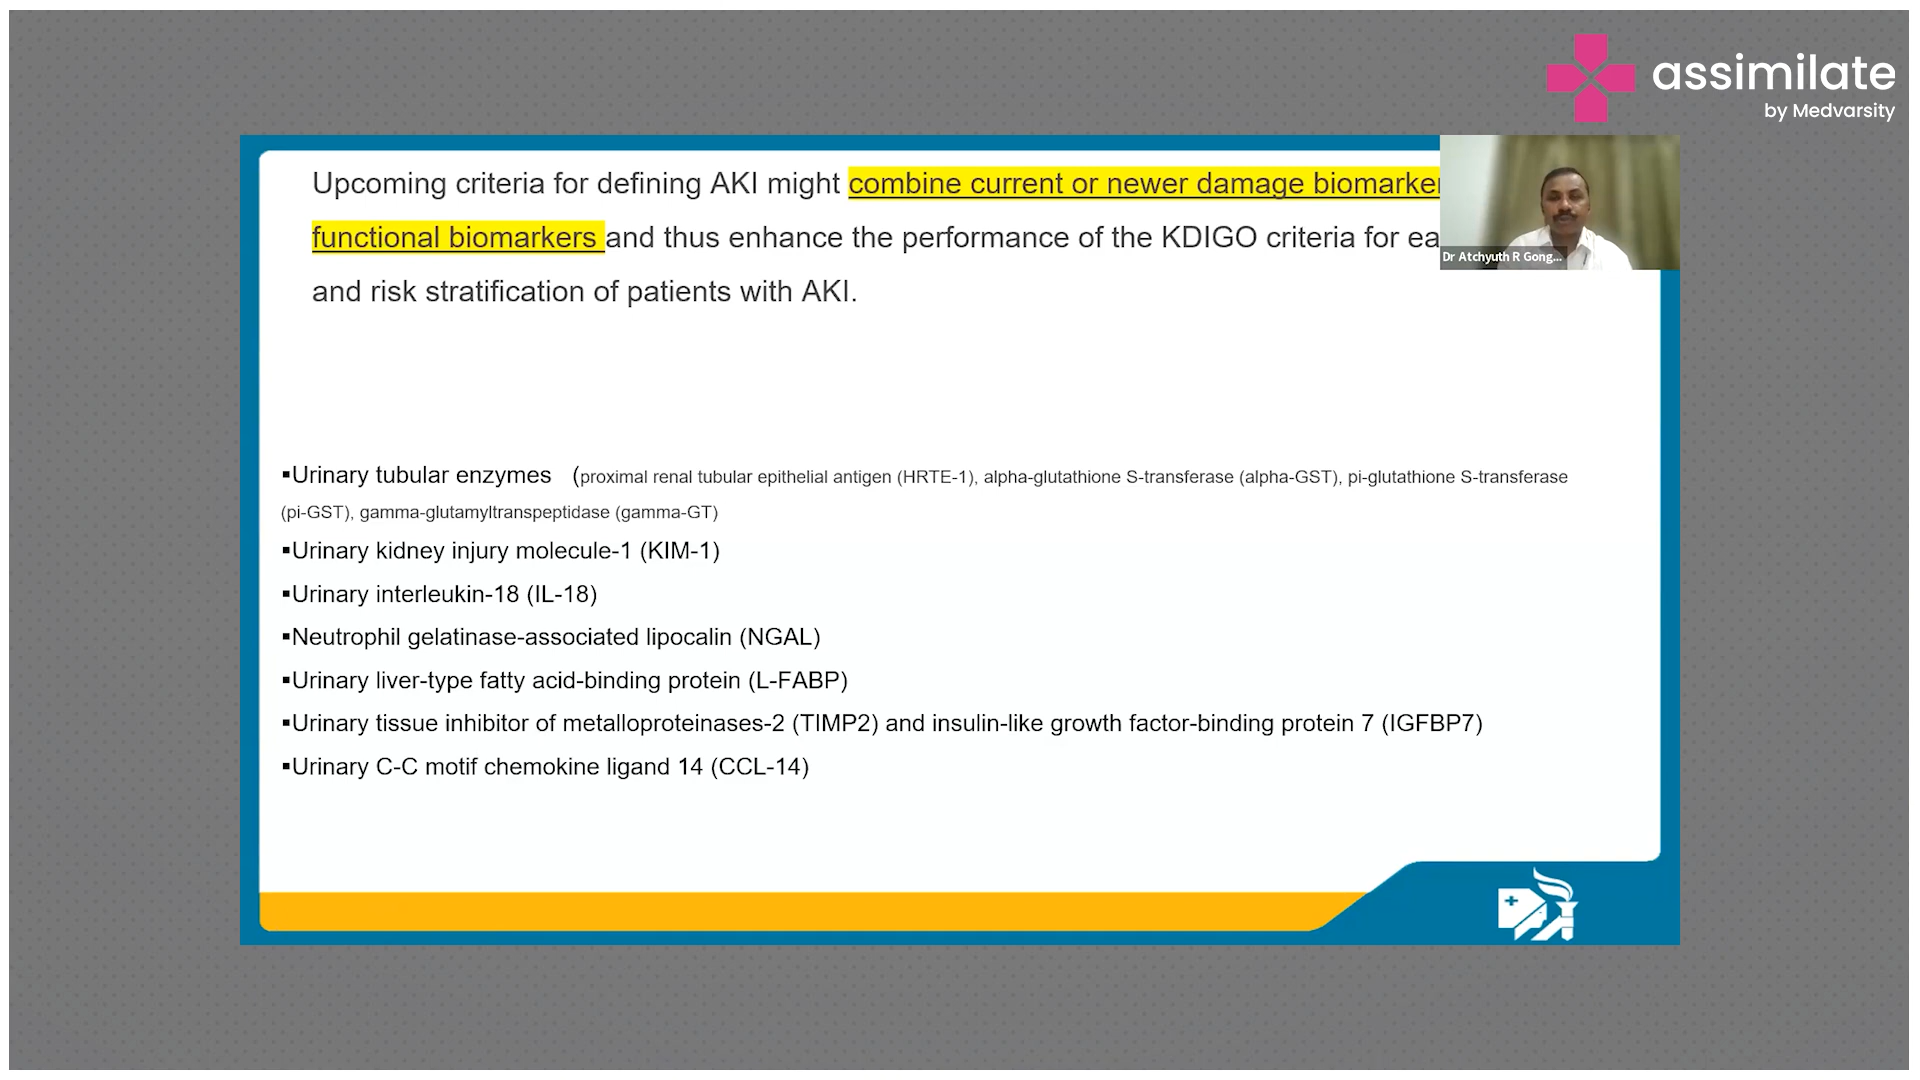 assimilate
by Medvarsity
Upcoming criteria for defining AKI might combine current or newer damage
functional biomarkers and thus enhance the performance of the KDIGO criteria for
and risk stratification of patients with AKI.
Dr Atchyuth R Gong...
▪Urinary tubular enzymes (proximal renal tubular epithelial antigen (HRTE-1), alpha-glutathione S-transferase (alpha-GST), pi-glutathione S-transferase
(pi-GST), gamma-glutamyltranspeptidase (gamma-GT)
▪Urinary kidney injury molecule-1 (KIM-1)
▪Urinary interleukin-18 (IL-18)
▪Neutrophil gelatinase-associated lipocalin (NGAL)
▪Urinary liver-type fatty acid-binding protein (L-FABP)
▪Urinary tissue inhibitor of metalloproteinases-2 (TIMP2) and insulin-like growth factor-binding protein 7 (IGFBP7)
▪Urinary C-C motif chemokine ligand 14 (CCL-14)